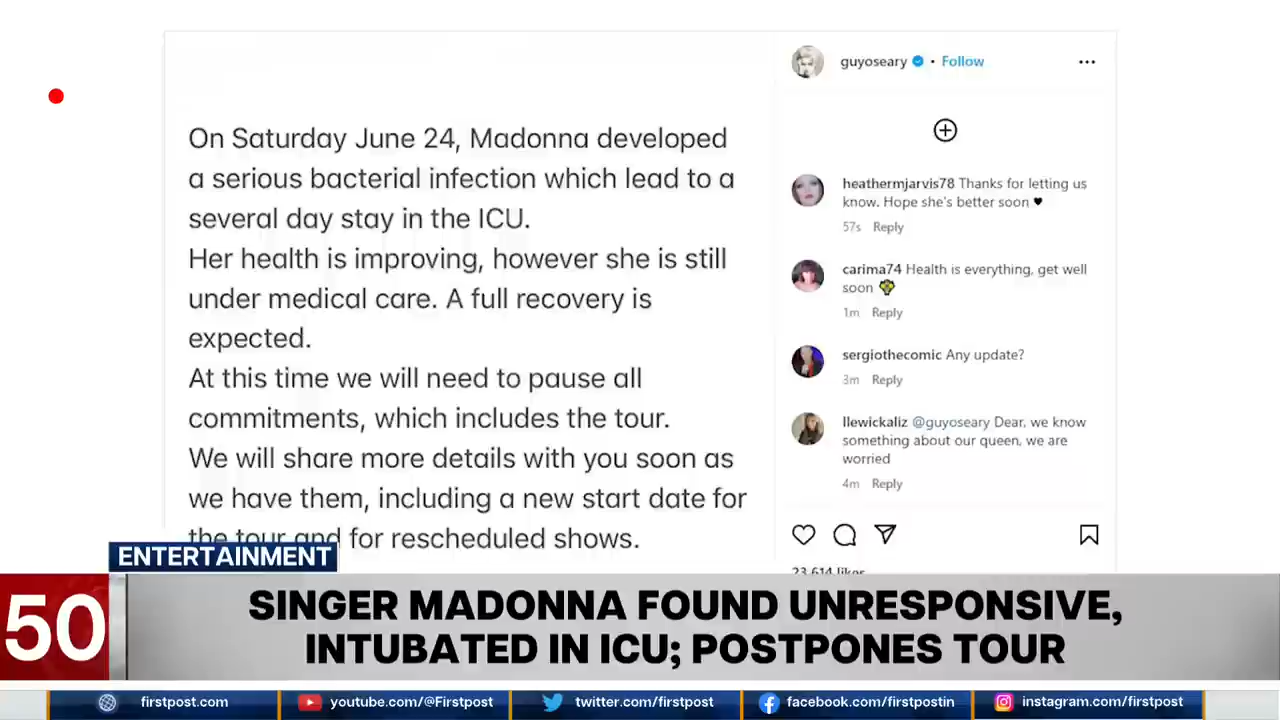 On Saturday June 24, Madonna developed
a serious bacterial infection which lead to a
several day stay in the ICU.
Her health is improving, however she is still
under medical care. A full recovery is
expected.
At this time we will need to pause all
commitments, which includes the tour.
We will share more details with you soon as
we have them, including a new start date for
the tour and for rescheduled shows.
guyoseary • Follow
heathermjarvis78 Thanks for letting us
know. Hope she's better soon ♥
57s Reply
carima74 Health is everything, get well
soon 💐
1m Reply
sergiothecomic Any update?
3m Reply
llewickaliz @guyoseary Dear, we know
something about our queen, we are
worried
4m Reply
23,614 likes
ENTERTAINMENT
50
SINGER MADONNA FOUND UNRESPONSIVE,
INTUBATED IN ICU; POSTPONES TOUR
firstpost.com
youtube.com/@Firstpost
twitter.com/firstpost
facebook.com/firstpostin
instagram.com/firstpost